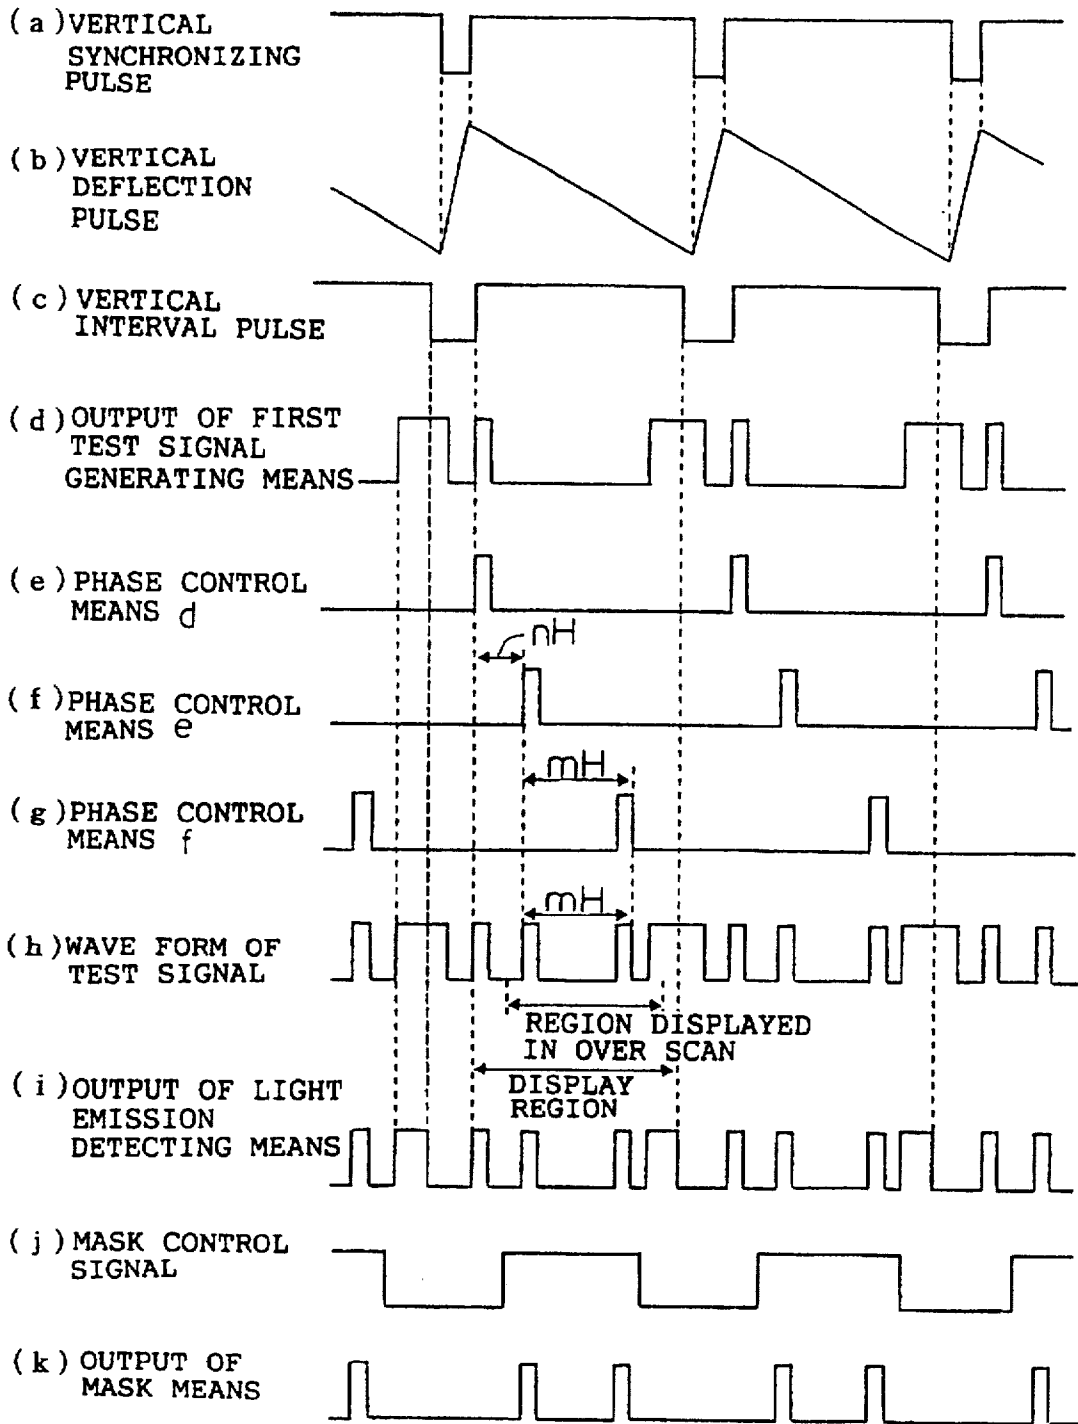 (a) VERTICAL
SYNCHRONIZING
PULSE
(b) VERTICAL
DEFLECTION
PULSE
(c) VERTICAL
INTERVAL PULSE
(d) OUTPUT OF FIRST
TEST SIGNAL
GENERATING MEANS
(e) PHASE CONTROL
MEANS d
nH
(f) PHASE CONTROL
MEANS e
mH
(g) PHASE CONTROL
MEANS f
mH
(h) WAVE FORM OF
TEST SIGNAL
REGION DISPLAYED
IN OVER SCAN
DISPLAY
REGION
(i) OUTPUT OF LIGHT
EMISSION
DETECTING MEANS
(j) MASK CONTROL
SIGNAL
(k) OUTPUT OF
MASK MEANS